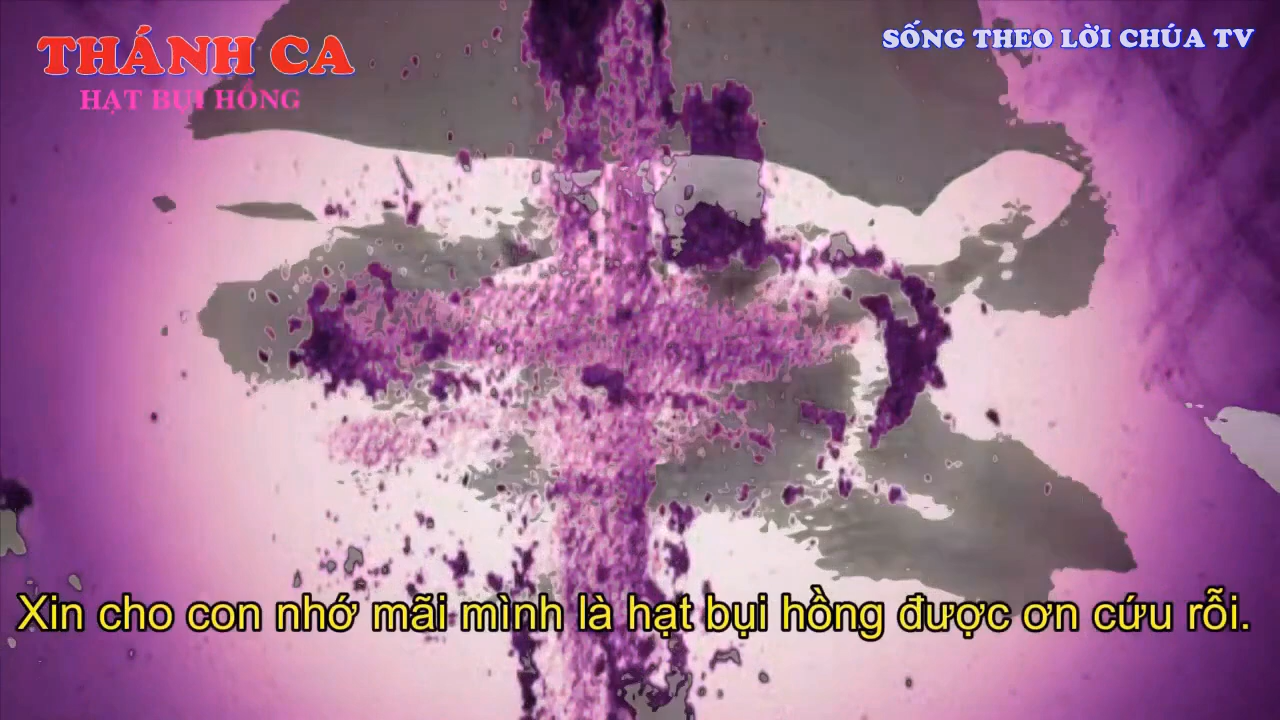 THÁNH CA
HẠT BỤI HỒNG
SỐNG THEO LỜI CHÚA TV
Xin cho con nhớ mãi mình là hạt bụi hồng được ơn cứu rỗi.